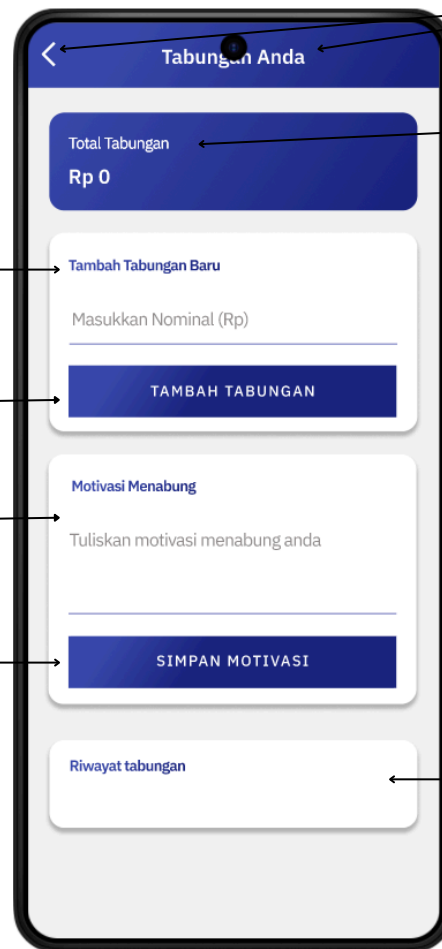 Tabungan Anda
Total Tabungan
Rp 0
Tambah Tabungan Baru
Masukkan Nominal (Rp)
TAMBAH TABUNGAN
Motivasi Menabung
Tuliskan motivasi menabung anda
SIMPAN MOTIVASI
Riwayat tabungan